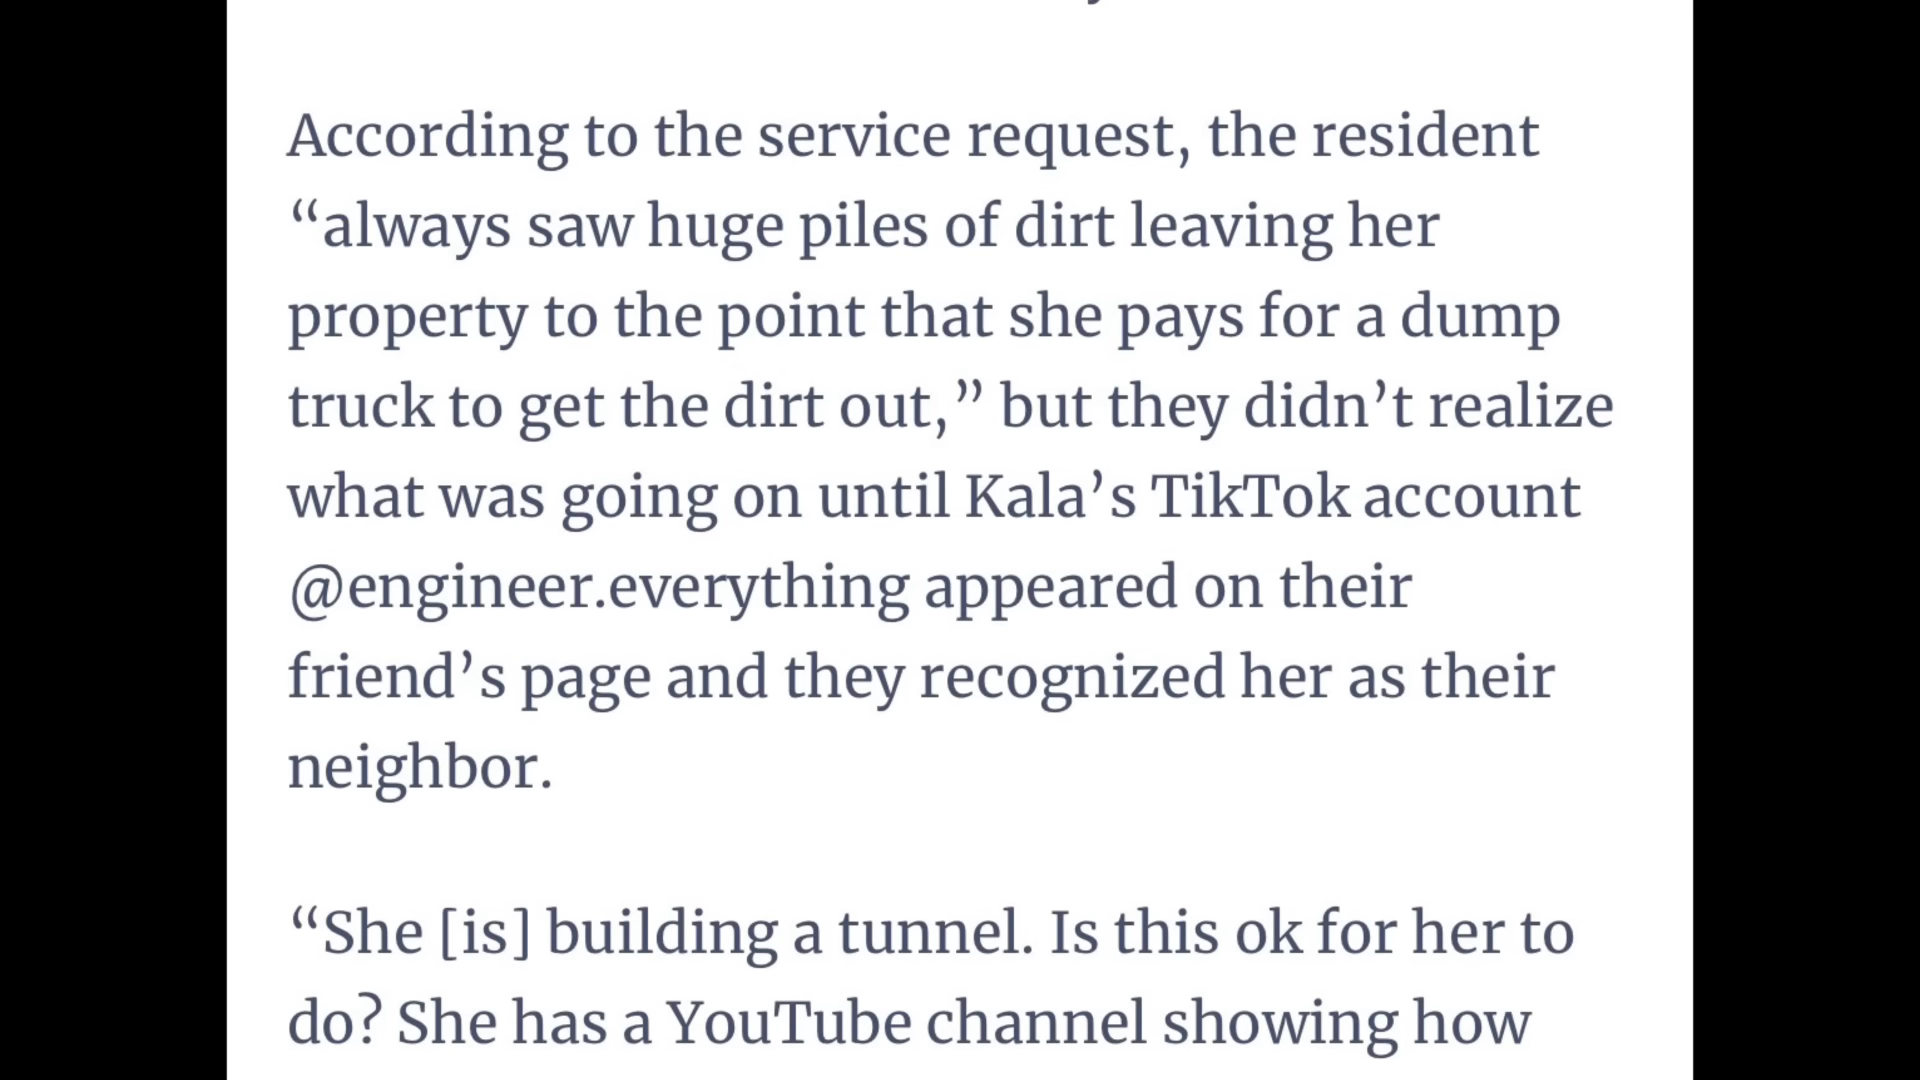 According to the service request, the resident
“always saw huge piles of dirt leaving her
property to the point that she pays for a dump
truck to get the dirt out,” but they didn’t realize
what was going on until Kala’s TikTok account
@engineer.everything appeared on their
friend’s page and they recognized her as their
neighbor.
“She [is] building a tunnel. Is this ok for her to
do? She has a YouTube channel showing how